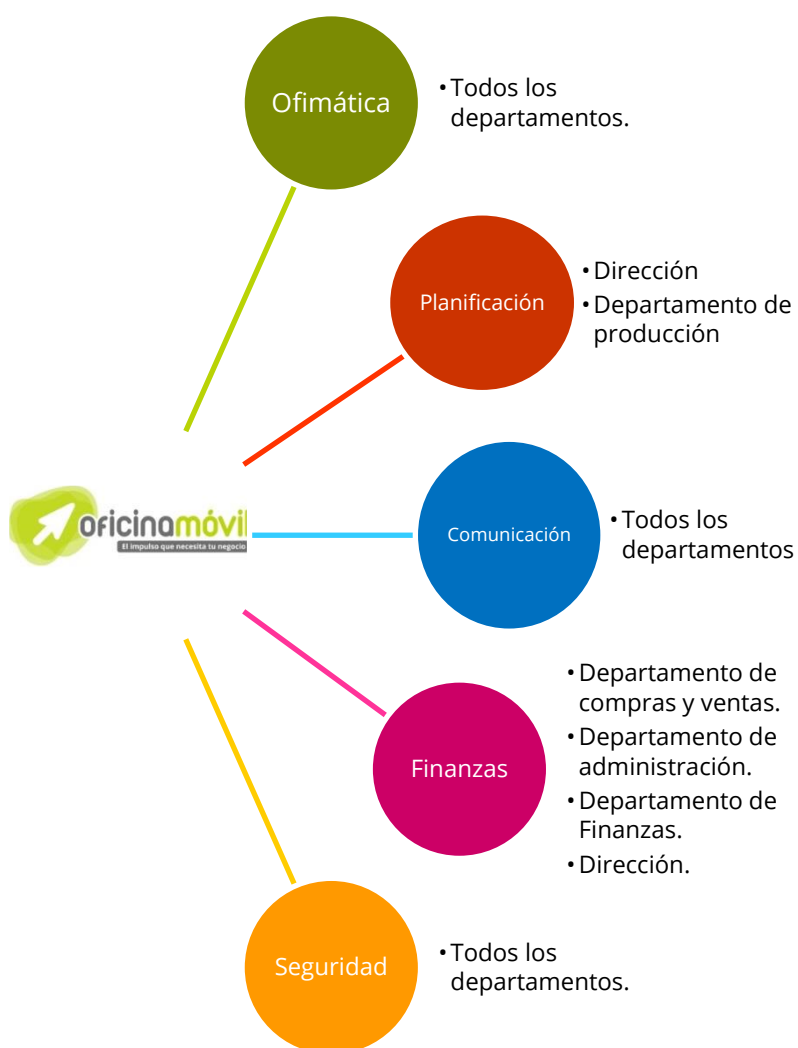 Ofimática
•Todos los
departamentos.
Planificación
•Dirección
•Departamento de
producción
oficinamóvil
El impulso que necesita tu negocio
Comunicación
•Todos los
departamentos
Finanzas
•Departamento de
compras y ventas.
•Departamento de
administración.
•Departamento de
Finanzas.
•Dirección.
Seguridad
•Todos los
departamentos.